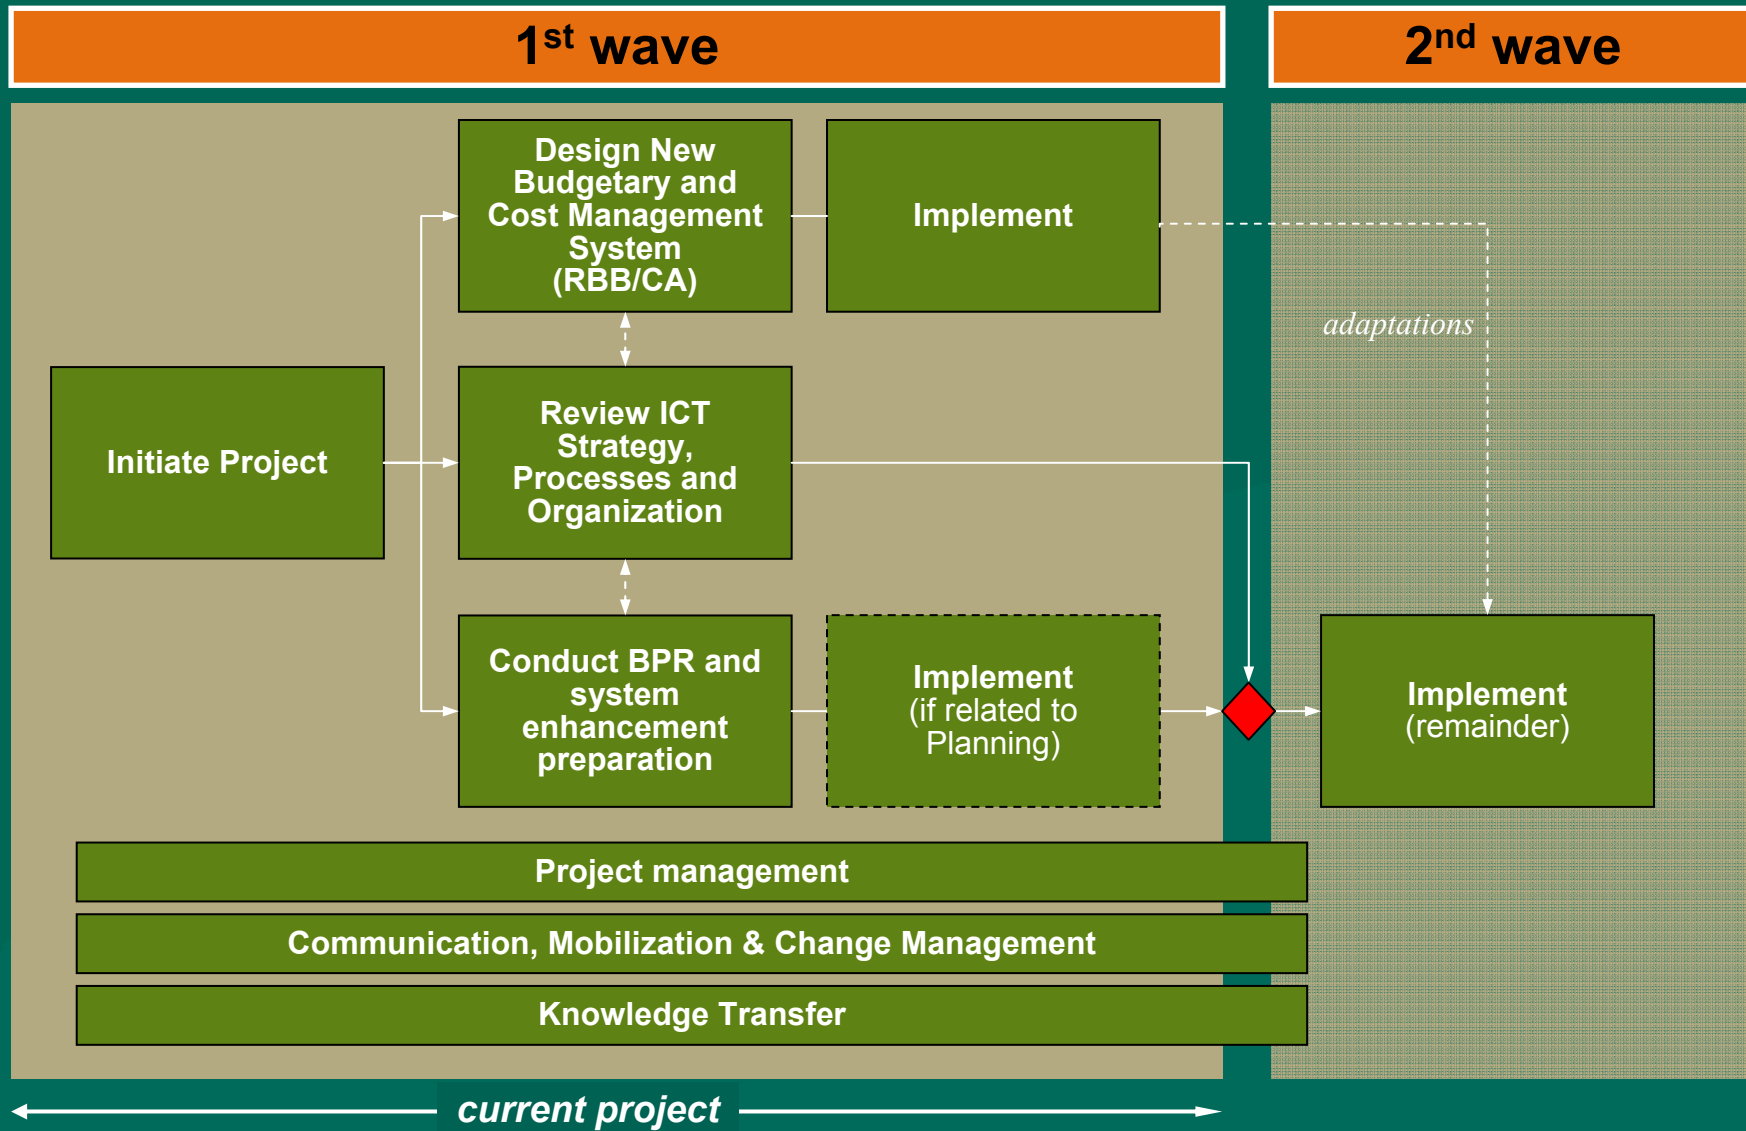 1st wave
2nd wave
Design New
Budgetary and
Cost Management
System
(RBB/CA)
Implement
adaptations
Initiate Project
Review ICT
Strategy,
Processes and
Organization
Conduct BPR and
system
enhancement
preparation
Implement
(if related to
Planning)
Implement
(remainder)
Project management
Communication, Mobilization & Change Management
Knowledge Transfer
current project